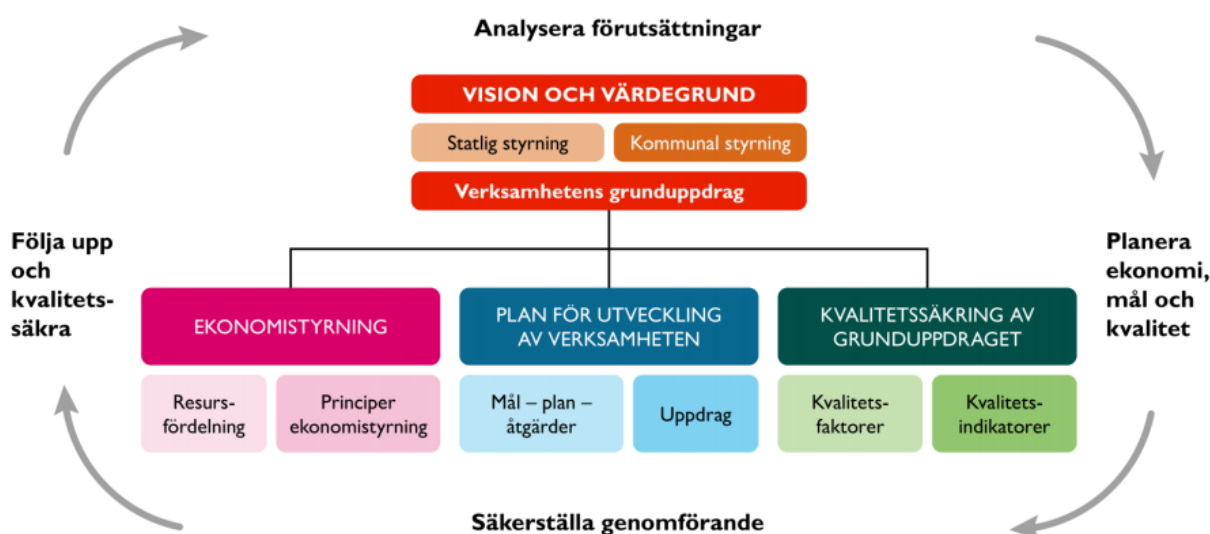 Analysera förutsättningar
VISION OCH VÄRDEGRUND
Statlig styrning
Kommunal styrning
Verksamhetens grunduppdrag
Följa upp
och
kvalitets-
säkra
Planera
ekonomi,
mål och
kvalitet
EKONOMISTYRNING
PLAN FÖR UTVECKLING
AV VERKSAMHETEN
KVALITETSSÄKRING AV
GRUNDUPPDRAGET
Resurs-
fördelning
Principer
ekonomistyrning
Mål – plan –
åtgärder
Uppdrag
Kvalitets-
faktorer
Kvalitets-
indikatorer
Säkerställa genomförande